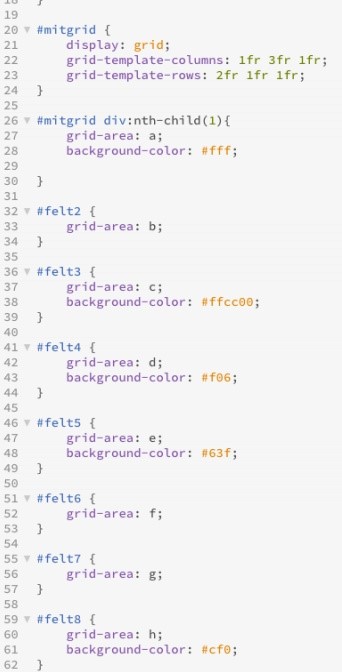 18 }
19
20 ▼ #mitgrid {
21     display: grid;
22     grid-template-columns: 1fr 3fr 1fr;
23     grid-template-rows: 2fr 1fr 1fr;
24 }
25
26 ▼ #mitgrid div:nth-child(1){
27     grid-area: a;
28     background-color: #fff;
29
30 }
31
32 ▼ #felt2 {
33     grid-area: b;
34 }
35
36 ▼ #felt3 {
37     grid-area: c;
38     background-color: #ffcc00;
39 }
40
41 ▼ #felt4 {
42     grid-area: d;
43     background-color: #f06;
44 }
45
46 ▼ #felt5 {
47     grid-area: e;
48     background-color: #63f;
49 }
50
51 ▼ #felt6 {
52     grid-area: f;
53 }
54
55 ▼ #felt7 {
56     grid-area: g;
57 }
58
59 ▼ #felt8 {
60     grid-area: h;
61     background-color: #cf0;
62 }